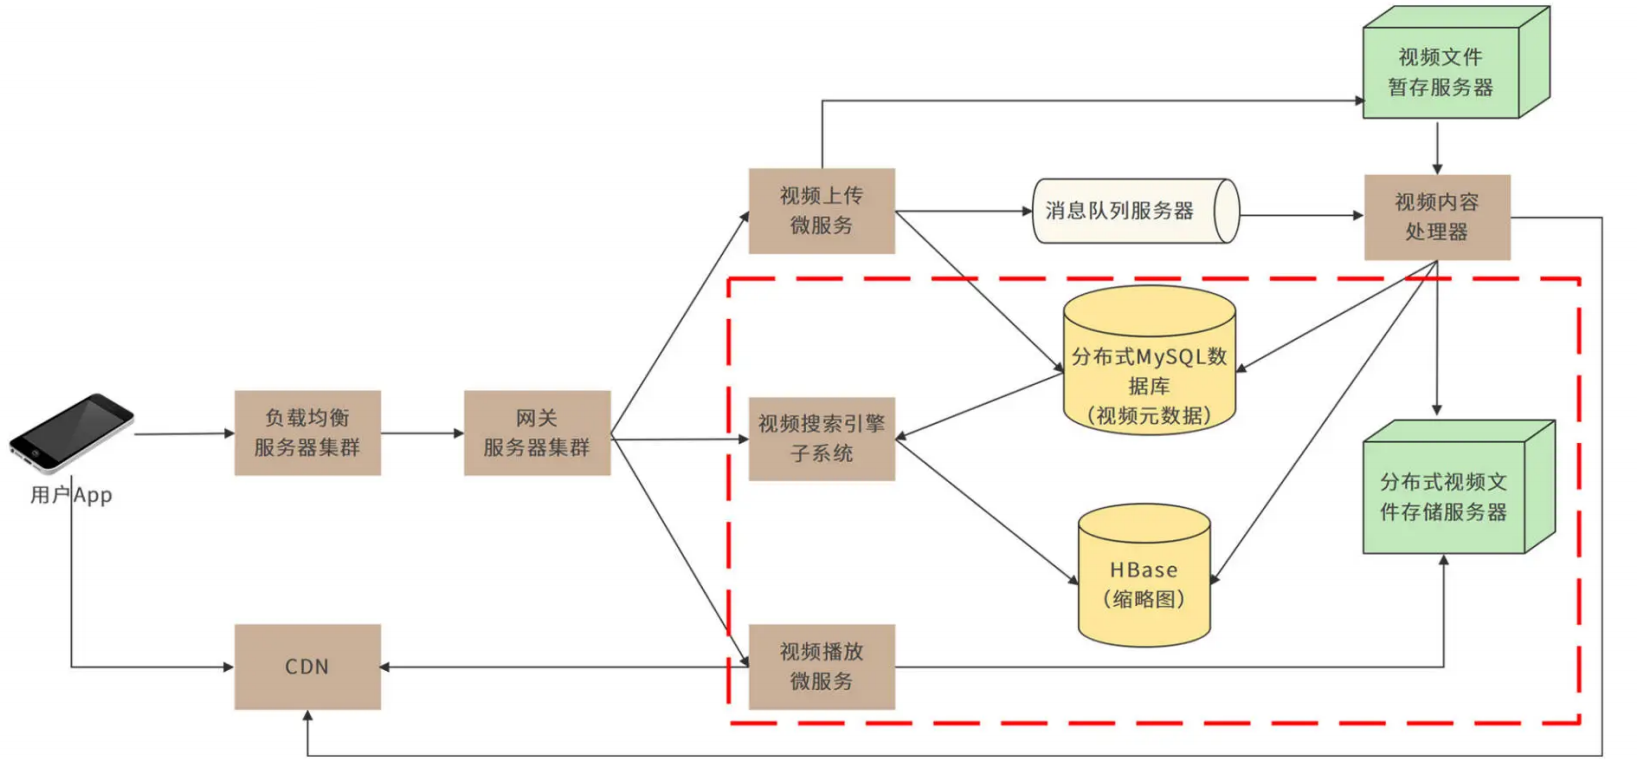 视频文件
暂存服务器
视频上传
微服务
消息队列服务器
视频内容
处理器
分布式MySQL数
据库
（视频元数据）
负载均衡
服务器集群
网关
服务器集群
视频搜索引擎
子系统
用户App
分布式视频文
件存储服务器
HBase
（缩略图）
CDN
视频播放
微服务